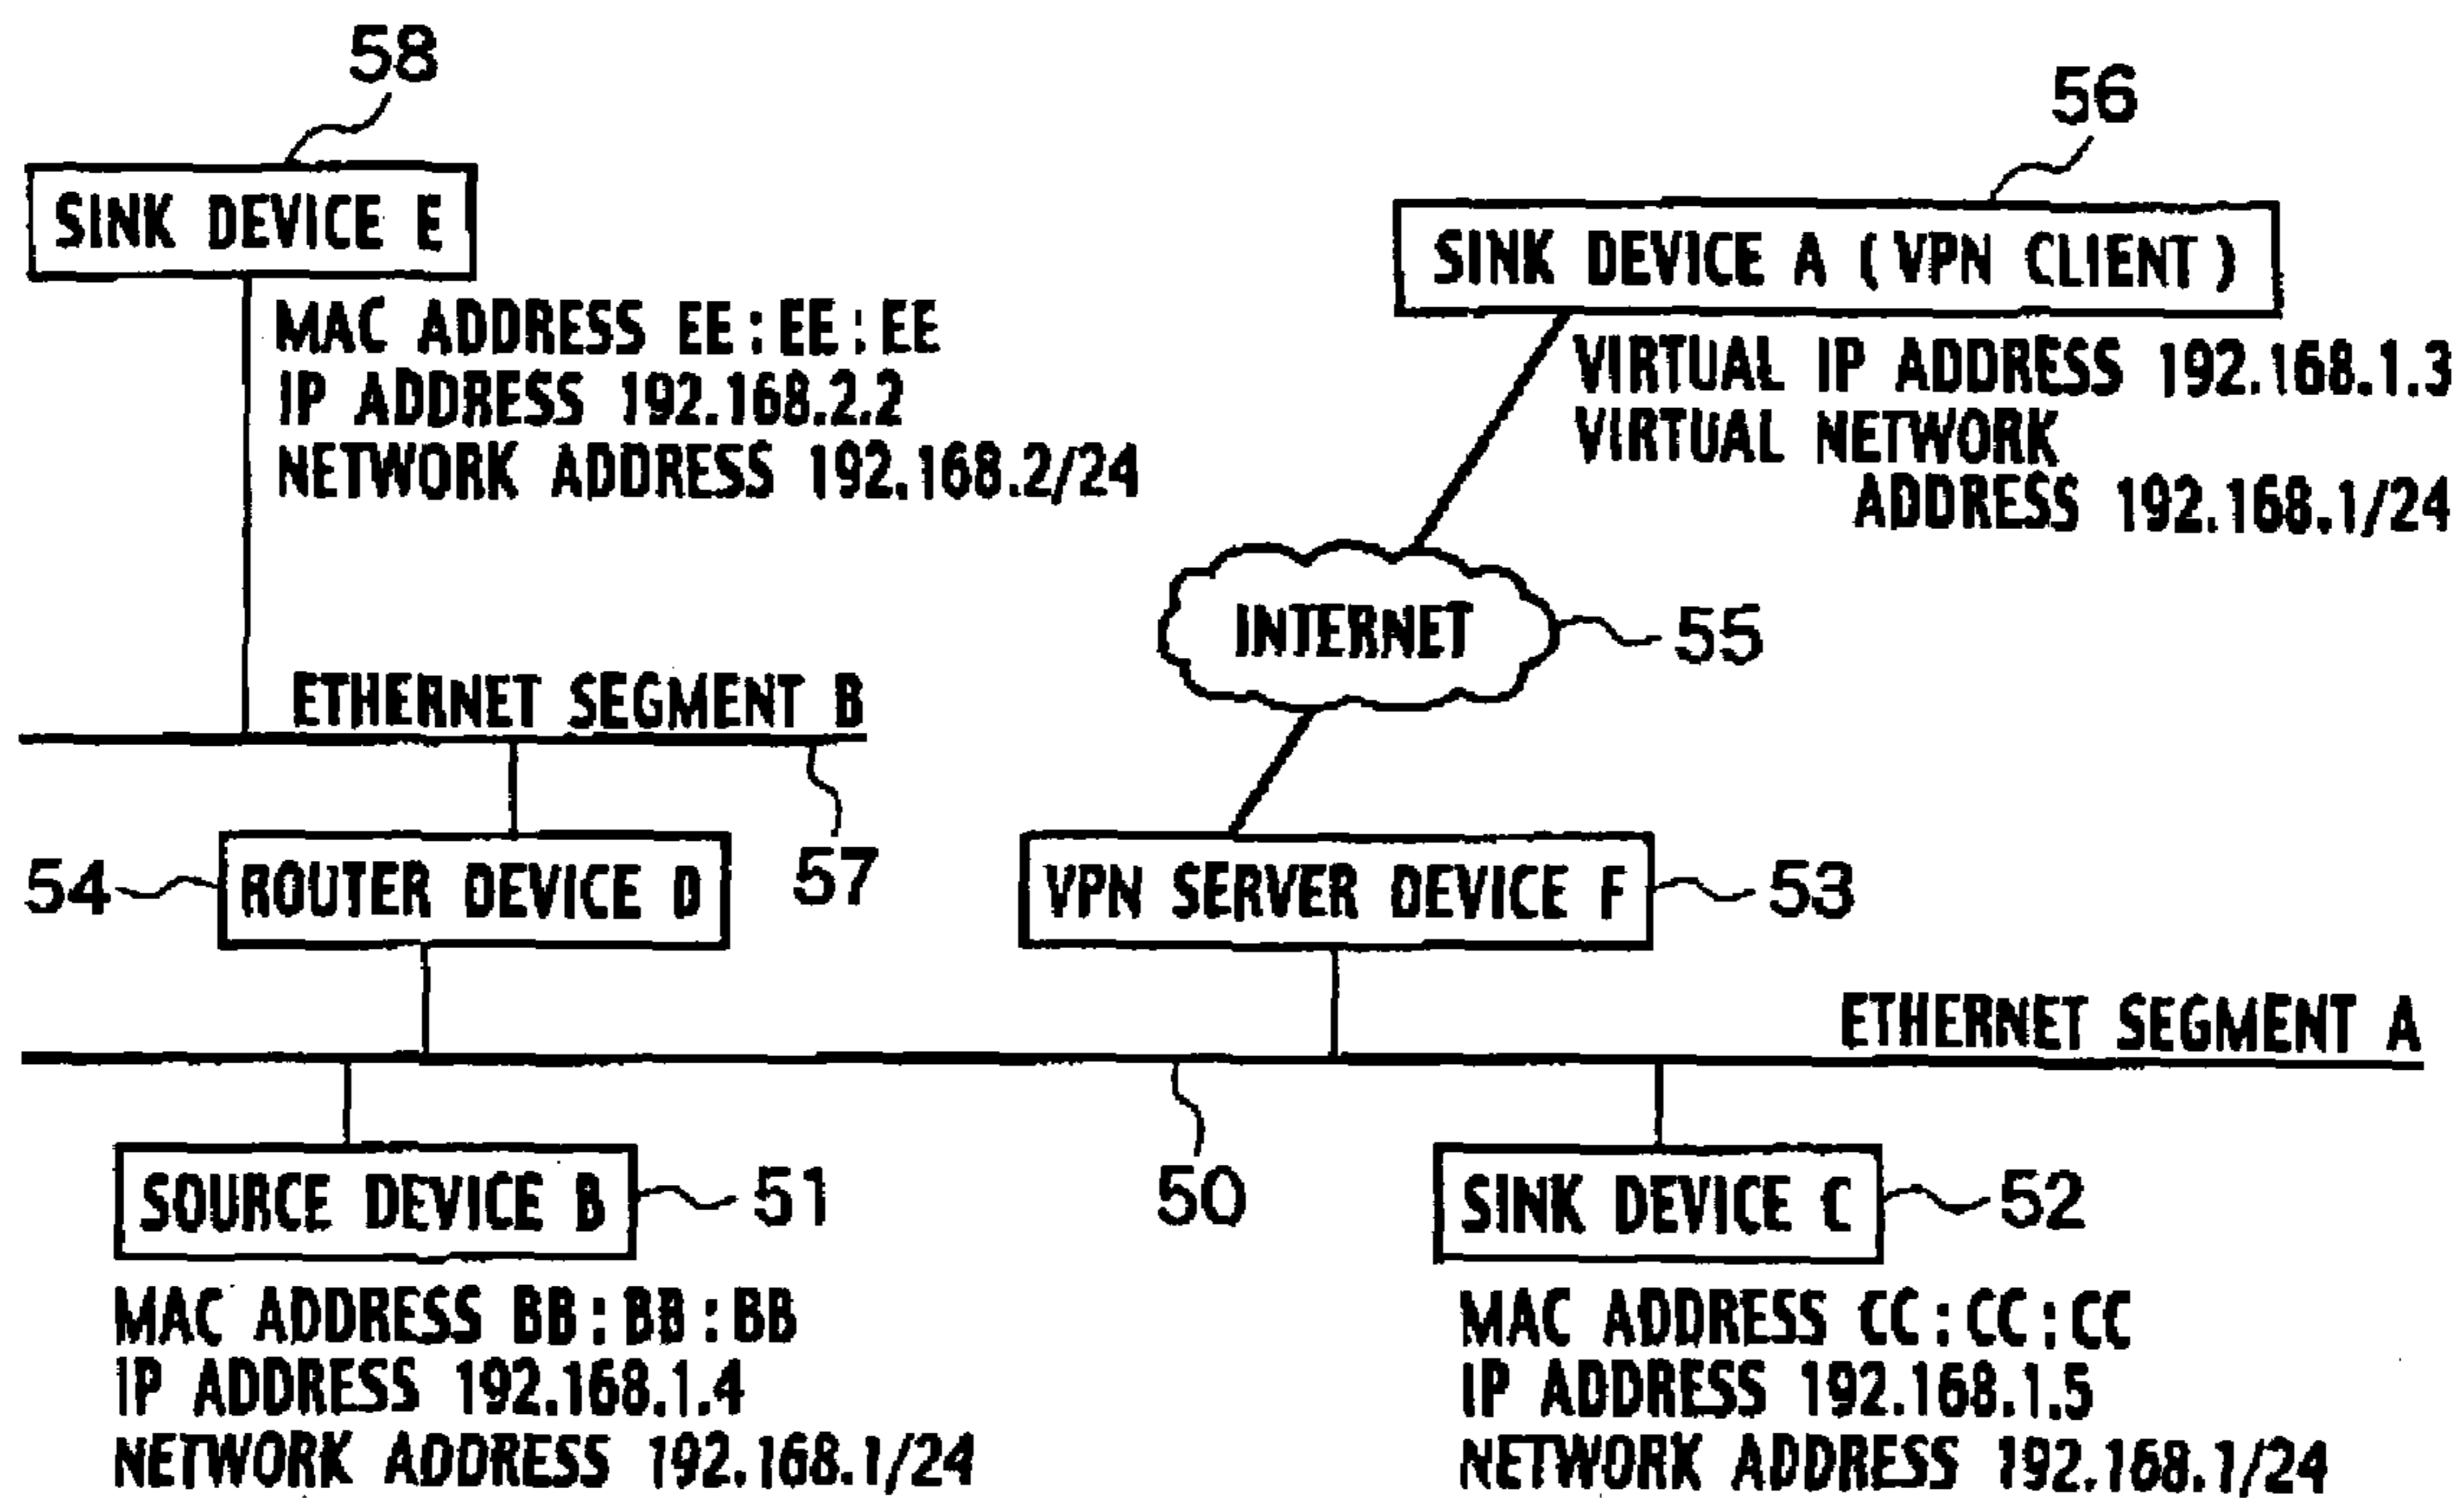 58
SINK DEVICE E
MAC ADDRESS EE:EE:EE
IP ADDRESS 192.168.2.2
NETWORK ADDRESS 192.168.2/24
56
SINK DEVICE A (VPN CLIENT)
VIRTUAL IP ADDRESS 192.168.1.3
VIRTUAL NETWORK
ADDRESS 192.168.1/24
INTERNET
55
ETHERNET SEGMENT B
57
54
ROUTER DEVICE D
VPN SERVER DEVICE F
53
ETHERNET SEGMENT A
50
SOURCE DEVICE B
51
MAC ADDRESS BB:BB:BB
IP ADDRESS 192.168.1.4
NETWORK ADDRESS 192.168.1/24
SINK DEVICE C
52
MAC ADDRESS CC:CC:CC
IP ADDRESS 192.168.1.5
NETWORK ADDRESS 192.168.1/24